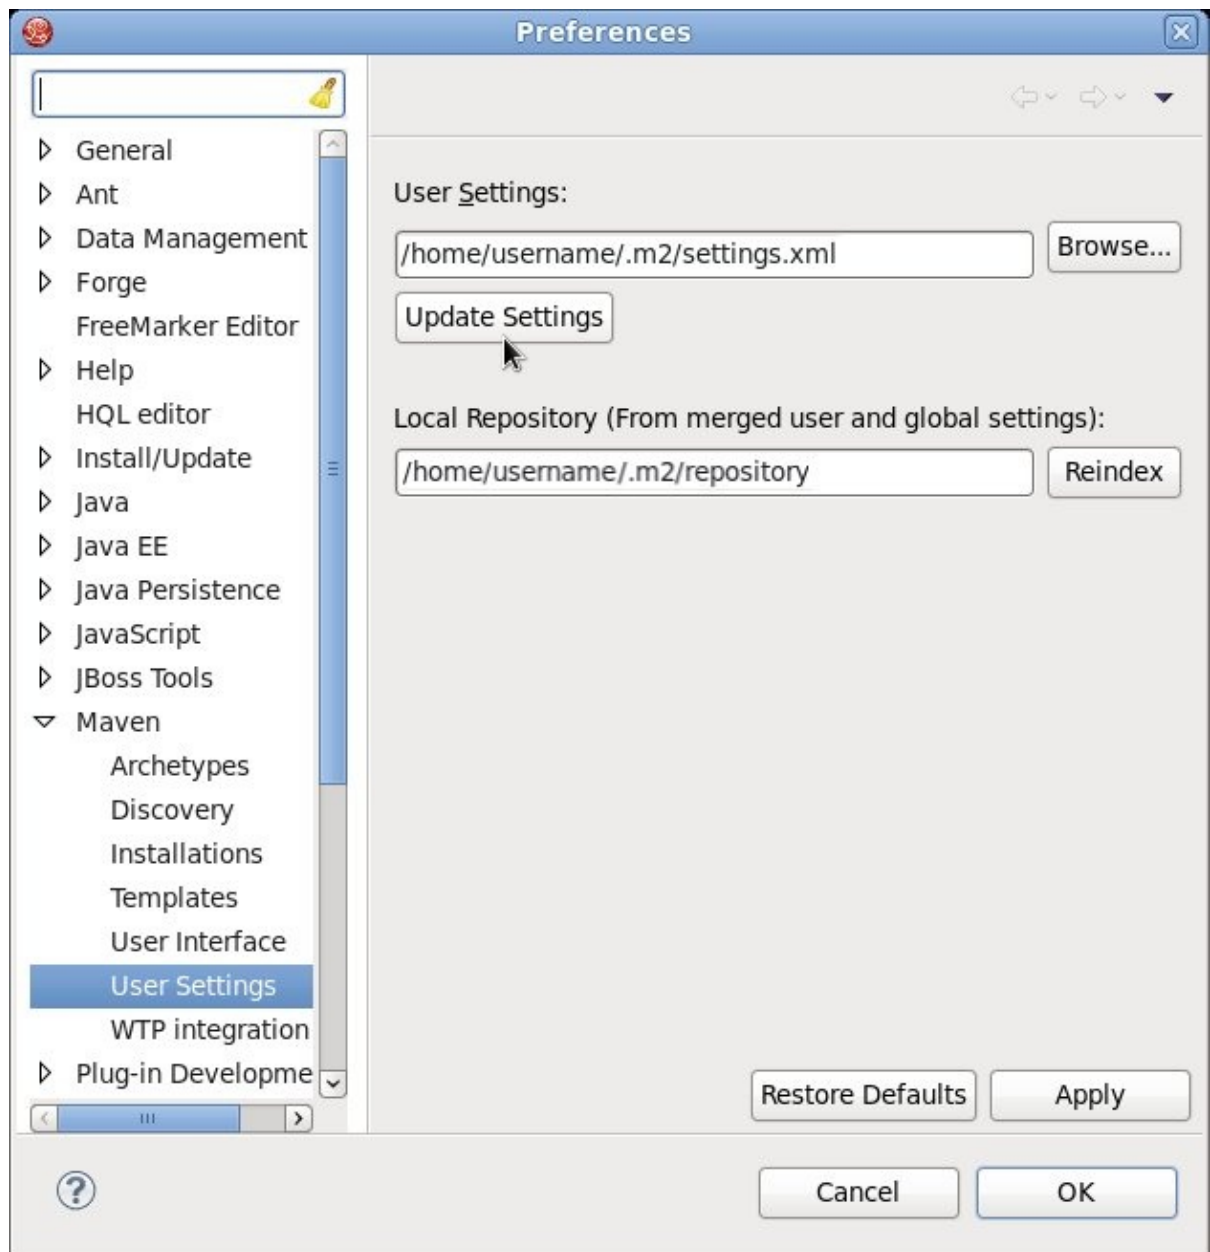 Preferences
General
Ant
Data Management
Forge
FreeMarker Editor
Help
HQL editor
Install/Update
Java
Java EE
Java Persistence
JavaScript
JBoss Tools
Maven
Archetypes
Discovery
Installations
Templates
User Interface
User Settings
WTP integration
Plug-in Developme
User Settings:
/home/username/.m2/settings.xml
Browse...
Update Settings
Local Repository (From merged user and global settings):
/home/username/.m2/repository
Reindex
Restore Defaults
Apply
?
Cancel
OK